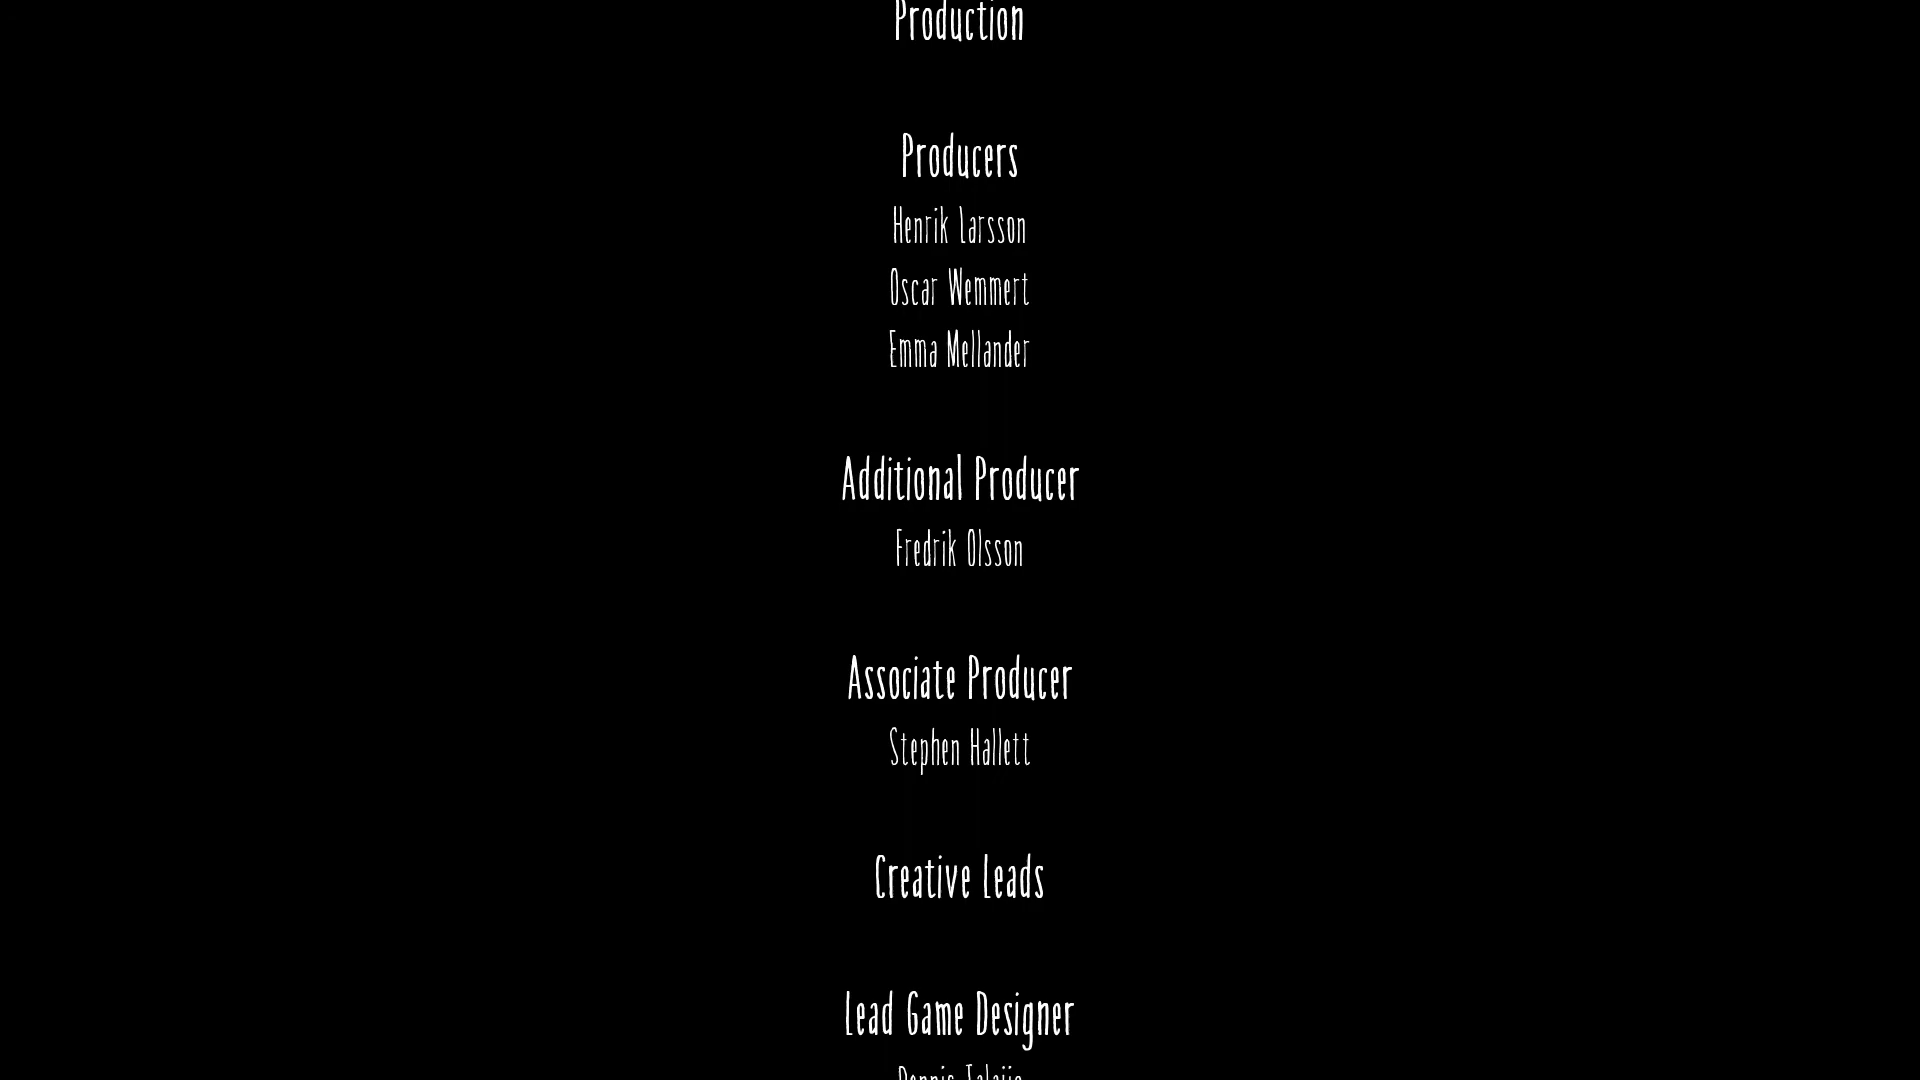 Production
Producers
Henrik Larsson
Oscar Wemmert
Emma Mellander
Additional Producer
Fredrik Olsson
Associate Producer
Stephen Hallett
Creative Leads
Lead Game Designer
Dennis